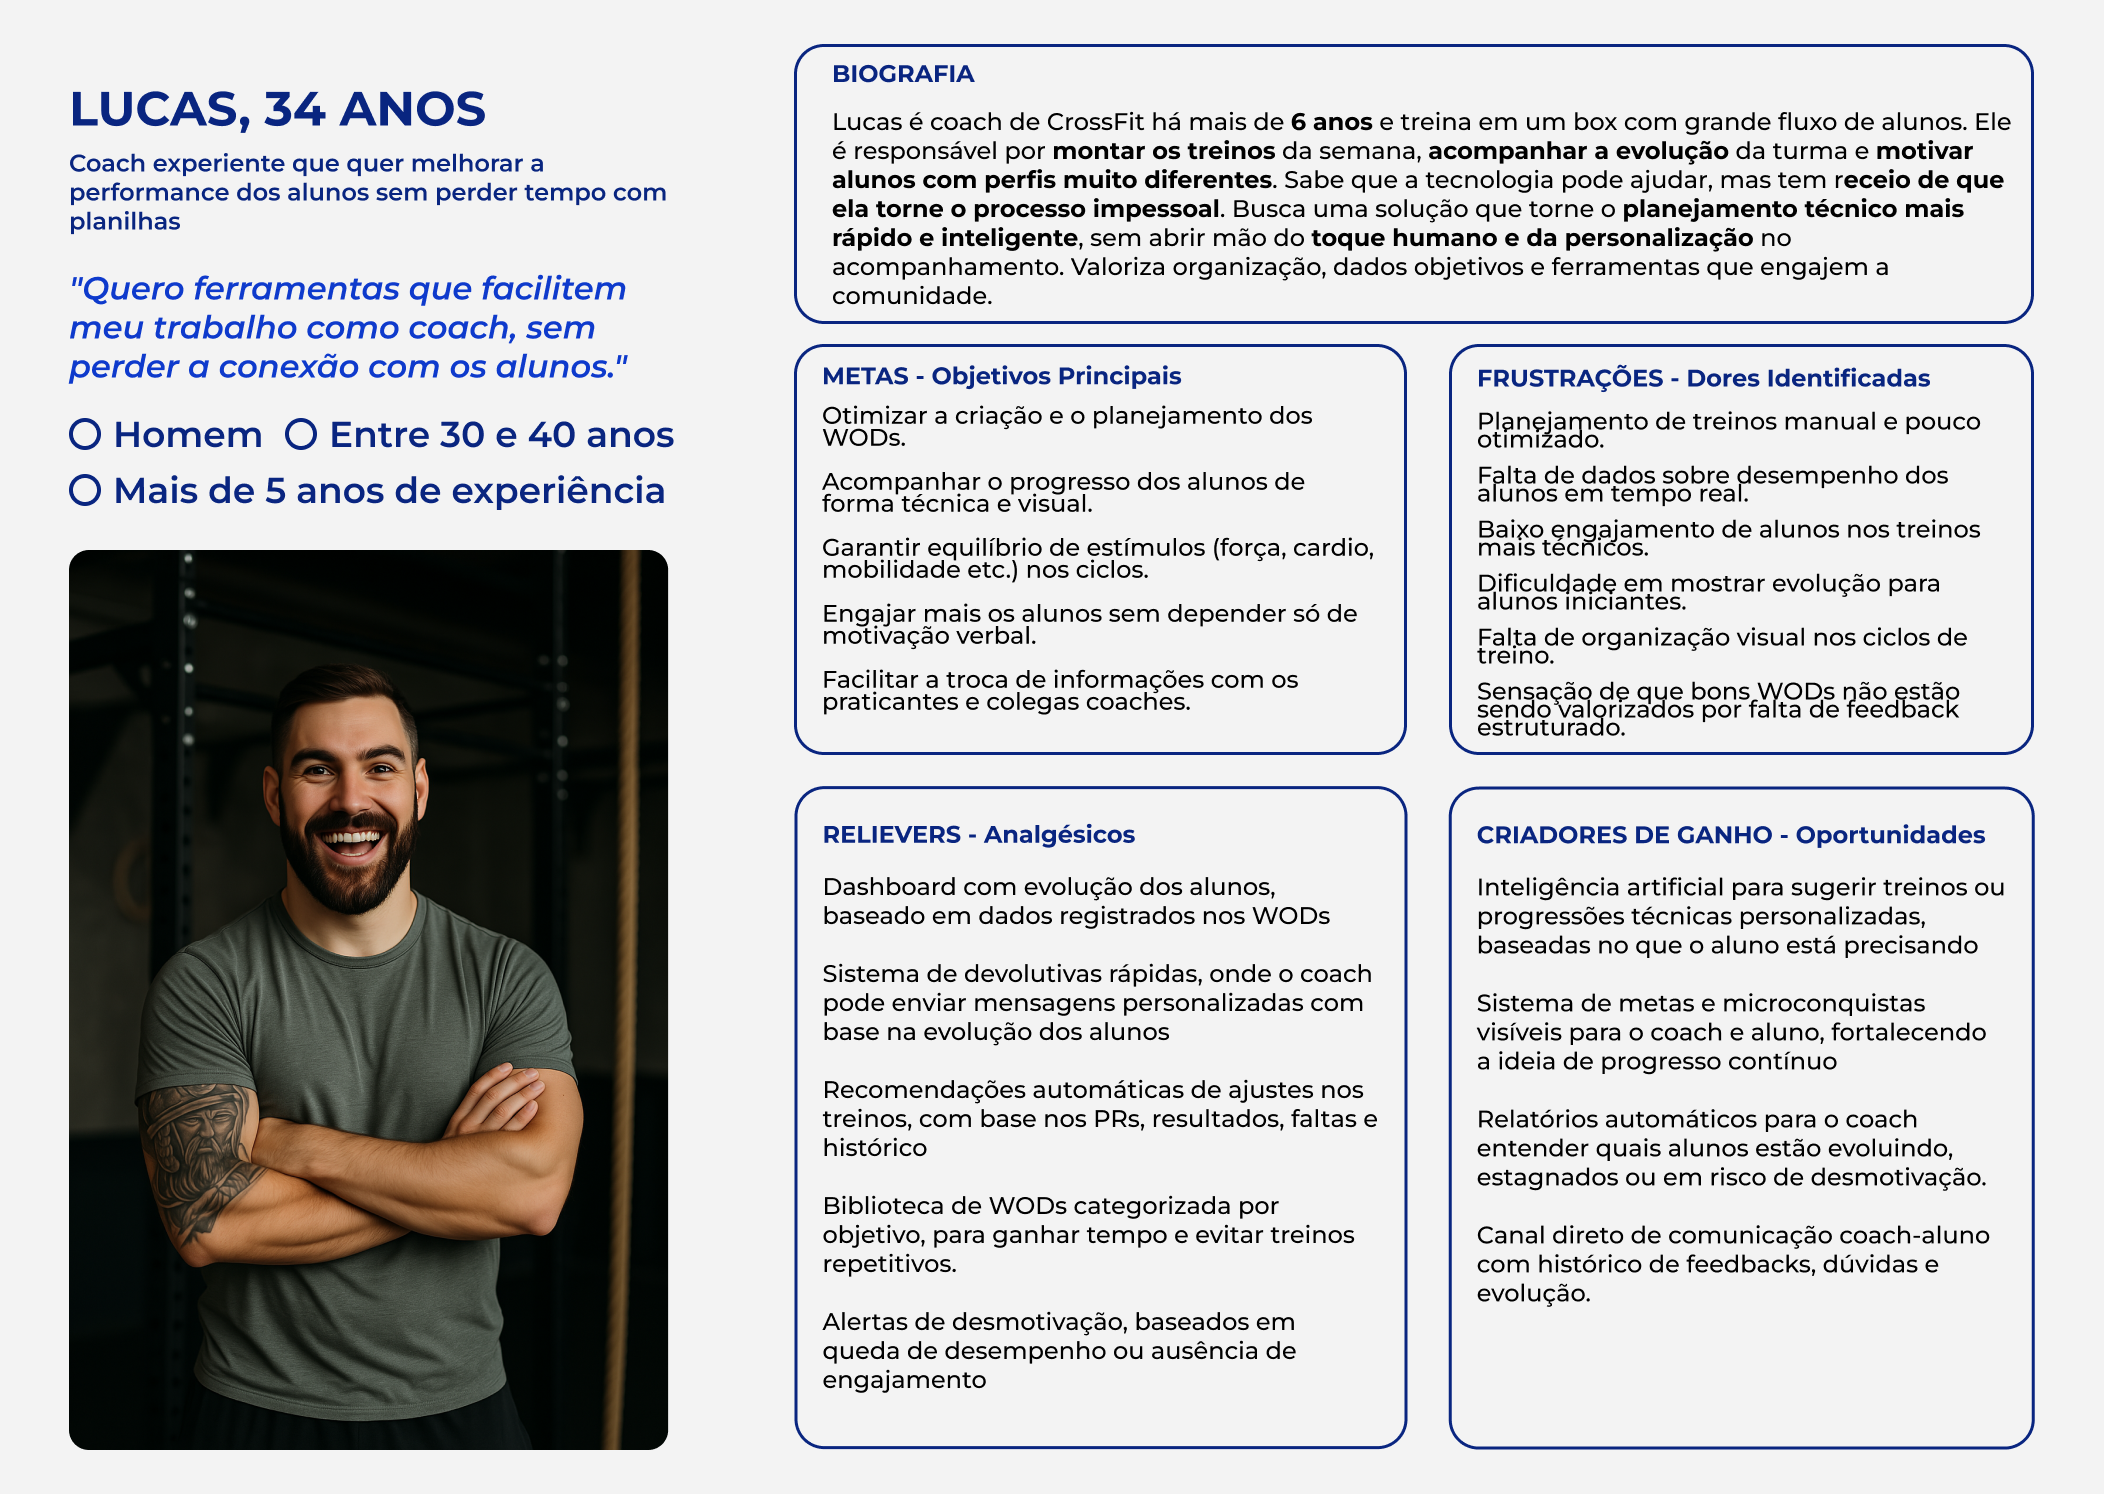 LUCAS, 34 ANOS
Coach experiente que quer melhorar a
performance dos alunos sem perder tempo com
planilhas
"Quero ferramentas que facilitem
meu trabalho como coach, sem
perder a conexão com os alunos."
Homem Entre 30 e 40 anos
Mais de 5 anos de experiência
BIOGRAFIA
Lucas é coach de CrossFit há mais de 6 anos e treina em um box com grande fluxo de alunos. Ele
é responsável por montar os treinos da semana, acompanhar a evolução da turma e motivar
alunos com perfis muito diferentes. Sabe que a tecnologia pode ajudar, mas tem receio de que
ela torne o processo impessoal. Busca uma solução que torne o planejamento técnico mais
rápido e inteligente, sem abrir mão do toque humano e da personalização no
acompanhamento. Valoriza organização, dados objetivos e ferramentas que engajem a
comunidade.
METAS - Objetivos Principais
Otimizar a criação e o planejamento dos
WODs.
Acompanhar o progresso dos alunos de
forma técnica e visual.
Garantir equilíbrio de estímulos (força, cardio,
mobilidade etc.) nos ciclos.
Engajar mais os alunos sem depender só de
motivação verbal.
Facilitar a troca de informações com os
praticantes e colegas coaches.
FRUSTRAÇÕES - Dores Identificadas
Planejamento de treinos manual e pouco
otimizado.
Falta de dados sobre desempenho dos
alunos em tempo real.
Baixo engajamento de alunos nos treinos
mais técnicos.
Dificuldade em mostrar evolução para
alunos iniciantes.
Falta de organização visual nos ciclos de
treino.
Sensação de que bons WODs não estão
sendo valorizados por falta de feedback
estruturado.
RELIEVERS - Analgésicos
Dashboard com evolução dos alunos,
baseado em dados registrados nos WODs
Sistema de devolutivas rápidas, onde o coach
pode enviar mensagens personalizadas com
base na evolução dos alunos
Recomendações automáticas de ajustes nos
treinos, com base nos PRs, resultados, faltas e
histórico
Biblioteca de WODs categorizada por
objetivo, para ganhar tempo e evitar treinos
repetitivos.
Alertas de desmotivação, baseados em
queda de desempenho ou ausência de
engajamento
CRIADORES DE GANHO - Oportunidades
Inteligência artificial para sugerir treinos ou
progressões técnicas personalizadas,
baseadas no que o aluno está precisando
Sistema de metas e microconquistas
visíveis para o coach e aluno, fortalecendo
a ideia de progresso contínuo
Relatórios automáticos para o coach
entender quais alunos estão evoluindo,
estagnados ou em risco de desmotivação.
Canal direto de comunicação coach-aluno
com histórico de feedbacks, dúvidas e
evolução.